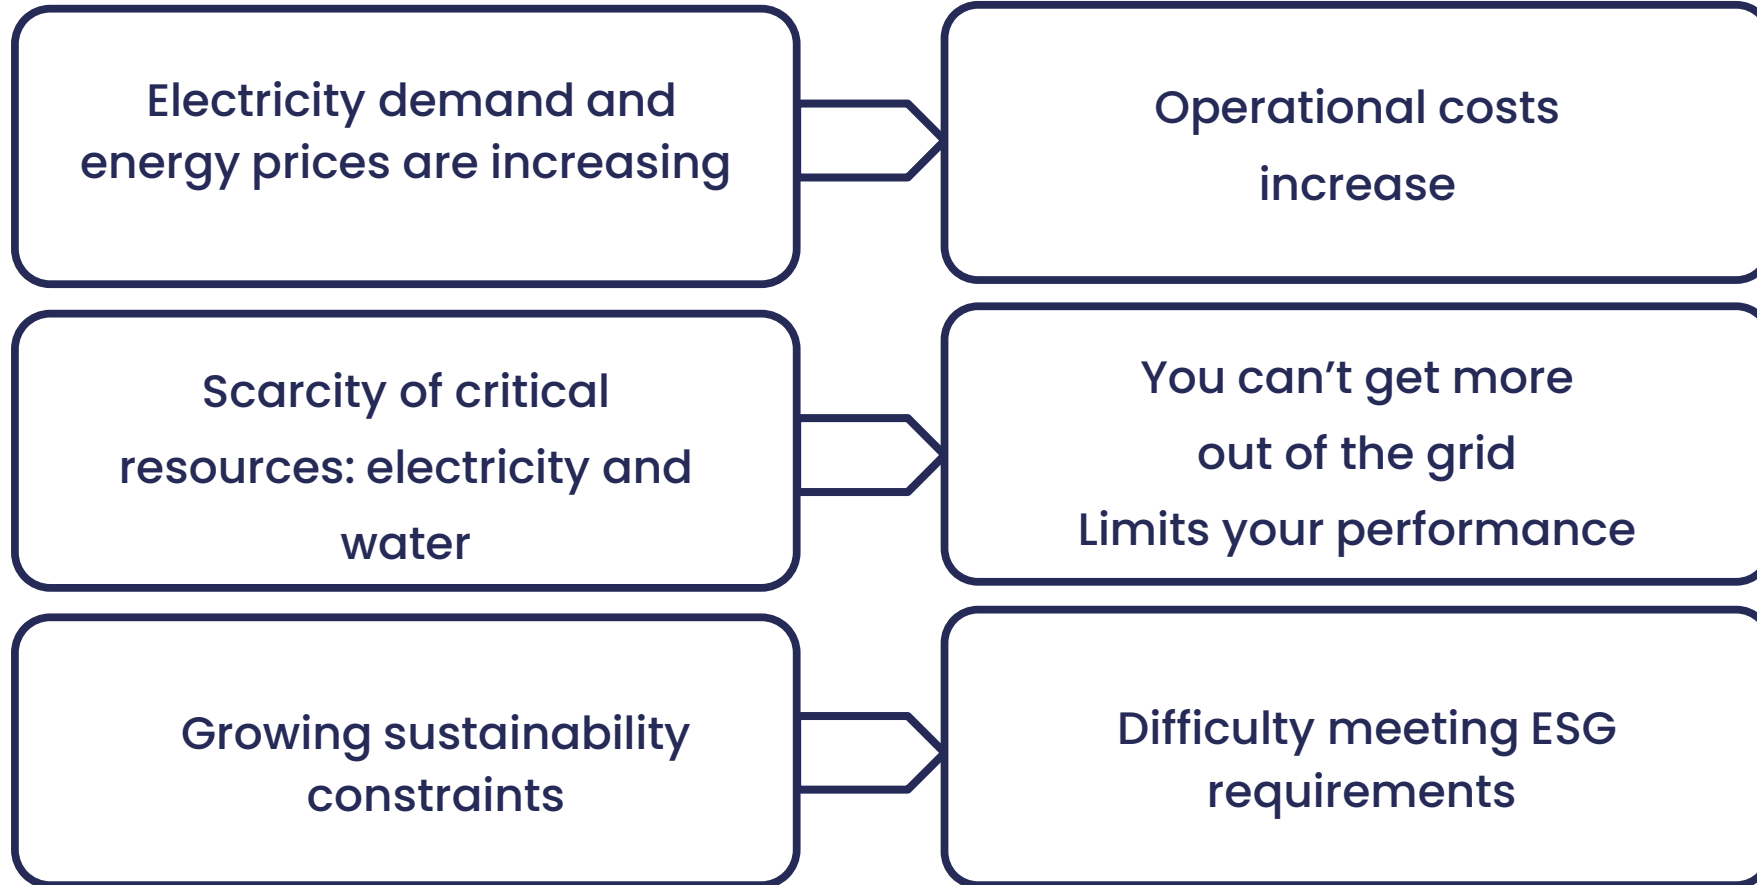 Electricity demand and
energy prices are increasing
Operational costs
increase
Scarcity of critical
resources: electricity and
water
You can’t get more
out of the grid
Limits your performance
Growing sustainability
constraints
Difficulty meeting ESG
requirements